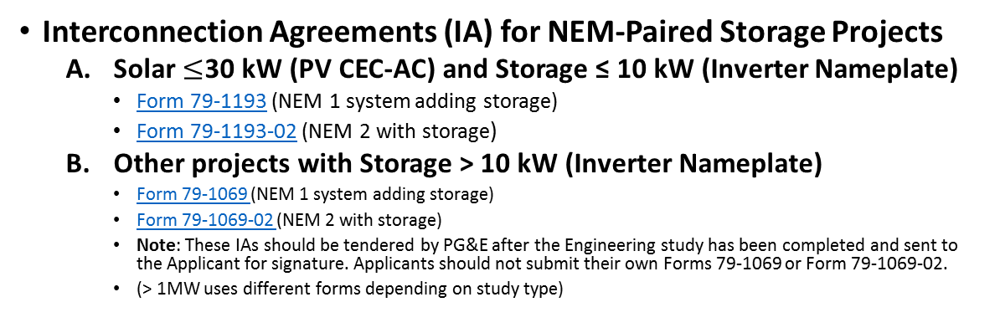 • Interconnection Agreements (IA) for NEM-Paired Storage Projects
A. Solar ≤30 kW (PV CEC-AC) and Storage ≤ 10 kW (Inverter Nameplate)
• Form 79-1193 (NEM 1 system adding storage)
• Form 79-1193-02 (NEM 2 with storage)
B. Other projects with Storage > 10 kW (Inverter Nameplate)
• Form 79-1069 (NEM 1 system adding storage)
• Form 79-1069-02 (NEM 2 with storage)
• Note: These IAs should be tendered by PG&E after the Engineering study has been completed and sent to
the Applicant for signature. Applicants should not submit their own Forms 79-1069 or Form 79-1069-02.
• (> 1MW uses different forms depending on study type)